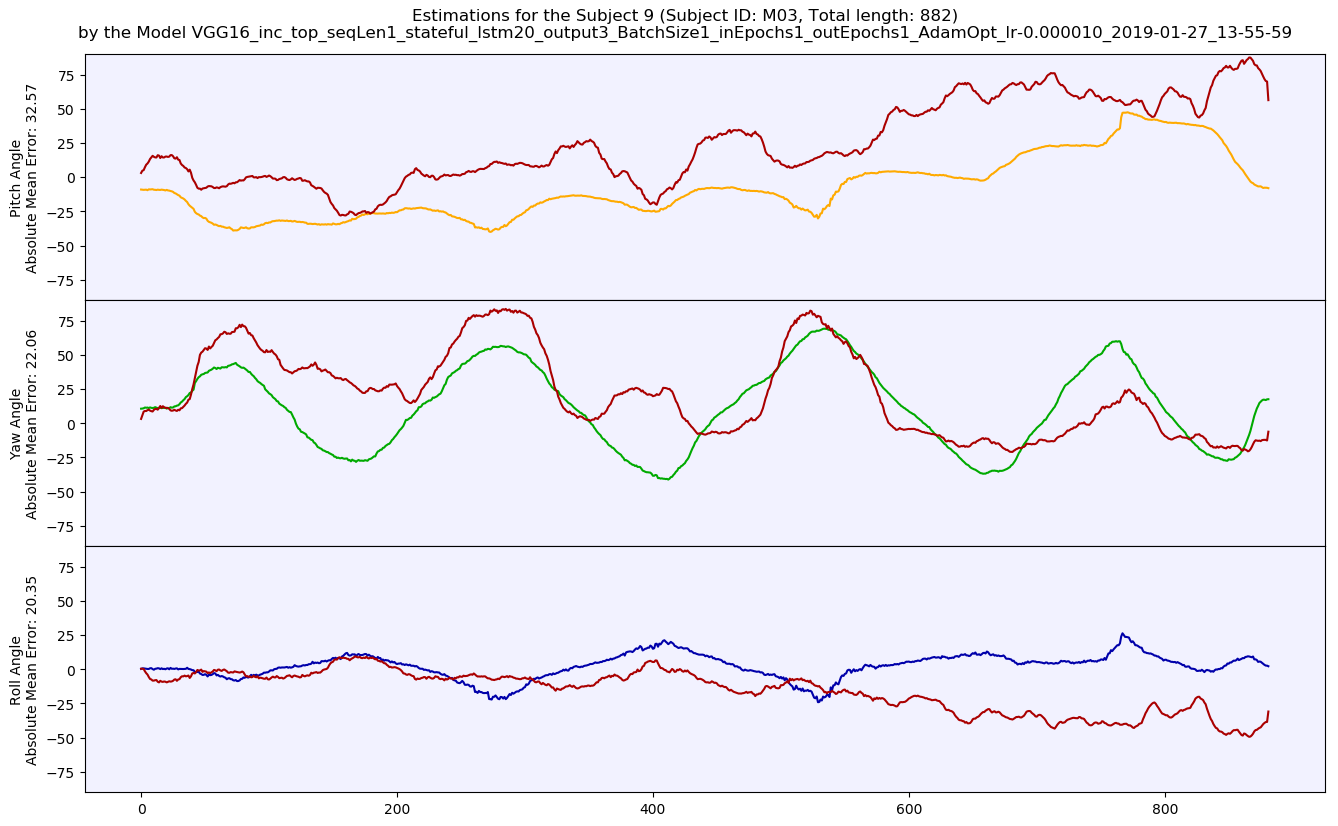 Estimations for the Subject 9 (Subject ID: M03, Total length: 882)
by the Model VGG16_inc_top_seqLen1_stateful_lstm20_output3_BatchSize1_inEpochs1_outEpochs1_AdamOpt_lr-0.000010_2019-01-27_13-55-59
Pitch Angle
Absolute Mean Error: 32.57
75
50
25
0
−25
−50
−75
Yaw Angle
Absolute Mean Error: 22.06
75
50
25
0
−25
−50
−75
Roll Angle
Absolute Mean Error: 20.35
75
50
25
0
−25
−50
−75
0 200 400 600 800